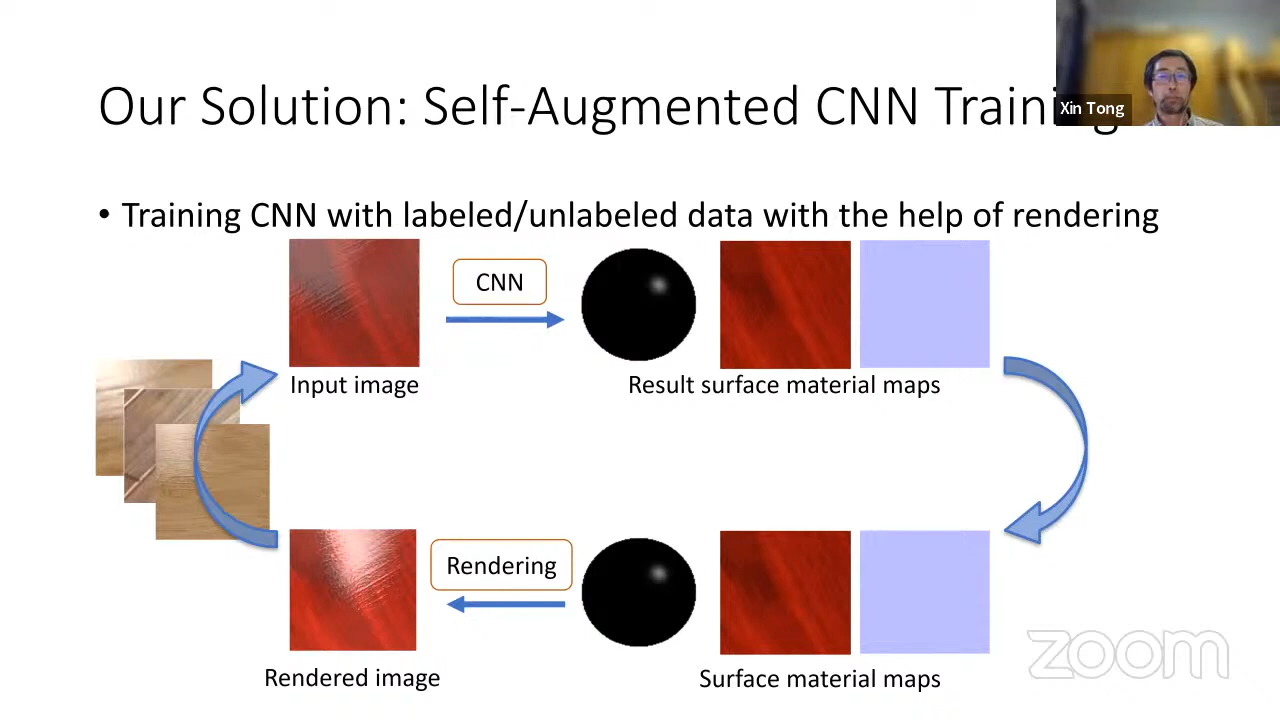 Our Solution: Self-Augmented CNN Training
Xin Tong
• Training CNN with labeled/unlabeled data with the help of rendering
CNN
Input image
Result surface material maps
Rendering
Rendered image
Surface material maps
zoom